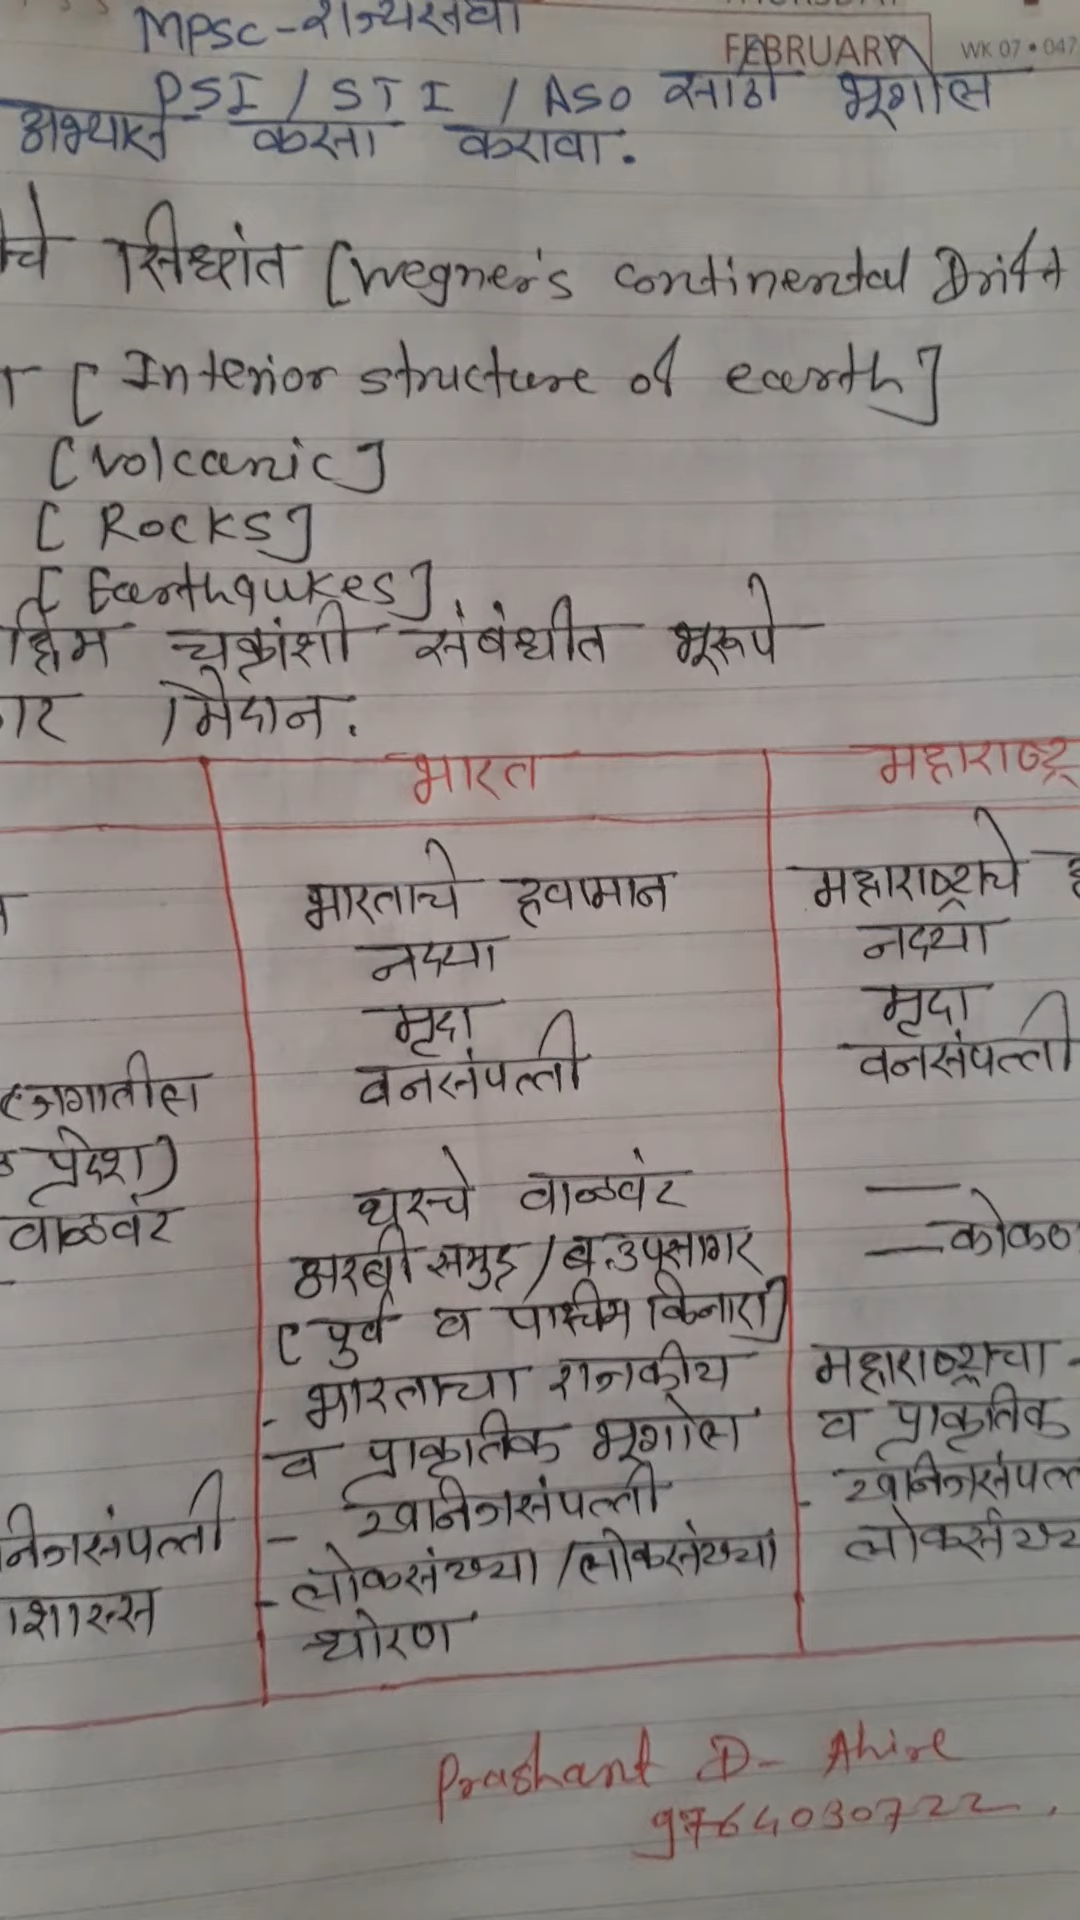 MPSC-राज्यसेवा
FEBRUARY WK 07 • 047
PSI / STI / ASO साठी भूगोल
अभ्यास कसा करावा.
चे सिध्दांत [Wegner's continental Drift
[ Interior structure of earth]
[volcanic]
[ Rocks]
[ Earthqukes]
हिम चक्रांशी संबंधीत भूरूपे
मैदान.
भारत महाराष्ट्र
भारताचे हवामान महाराष्ट्राचे ह
नद्या नद्या
मृदा मृदा
वनसंपत्ती वनसंपत्ती
(जगातील
प्रदेश)
वाळवंट थरचे वाळवंट —
अरबी समुद्र / बं.उपसागर — कोकण
( पुर्व व पश्चिम किनारा)
- भारताचा राजकीय महाराष्ट्राचा -
व प्राकृतिक भूगोल व प्राकृतिक
निजसंपत्ती - खनिजसंपत्ती - खनिजसंपत्
शास्त्र - लोकसंख्या / लोकसंख्या लोकसंख्य
धोरण
Prashant D- Ahire
9764030722.